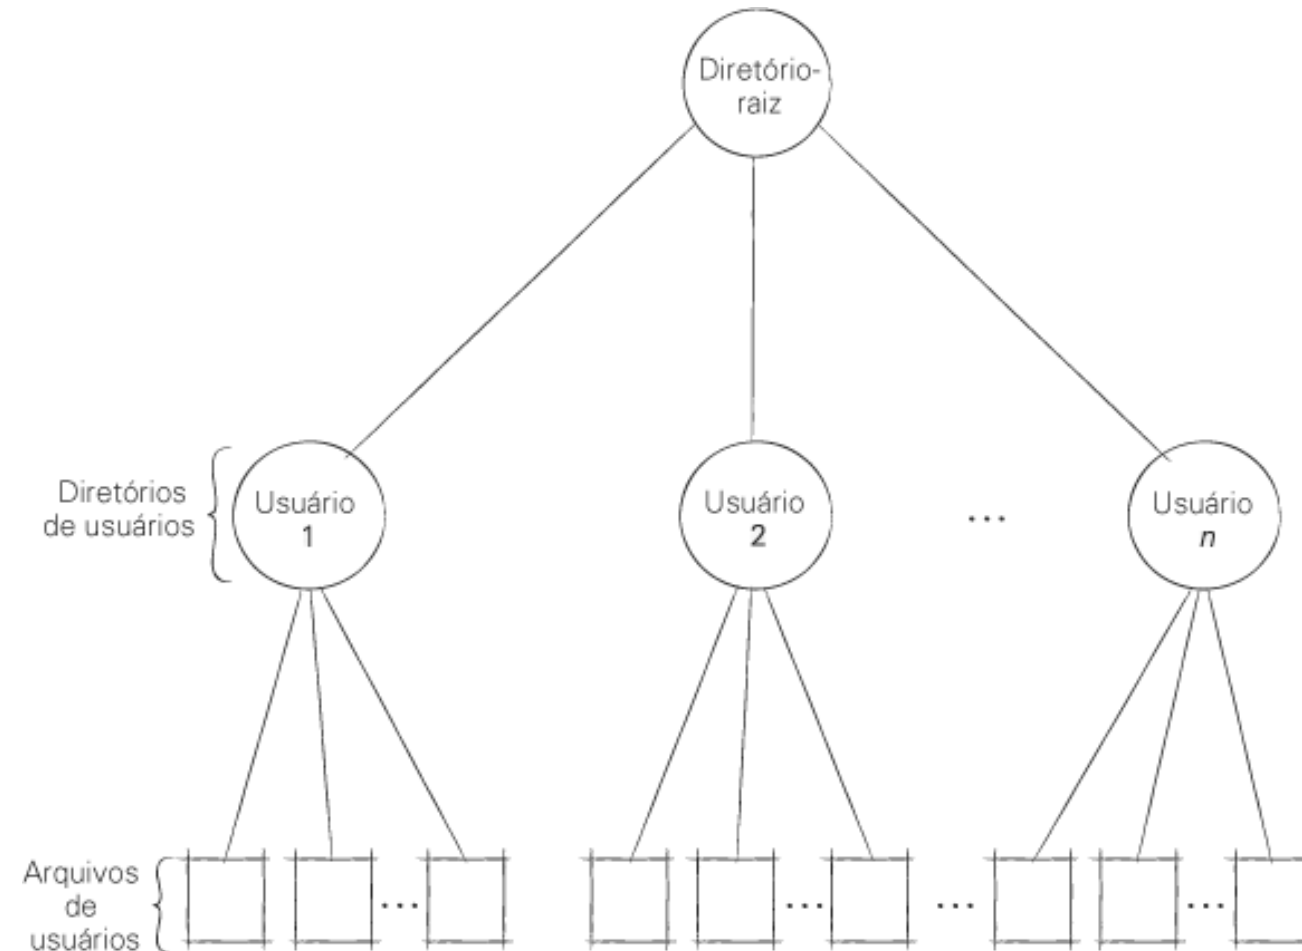 Diretório-
raiz
Diretórios
de usuários
Usuário
1
Usuário
2
...
Usuário
n
Arquivos
de
usuários
...
...
...
...